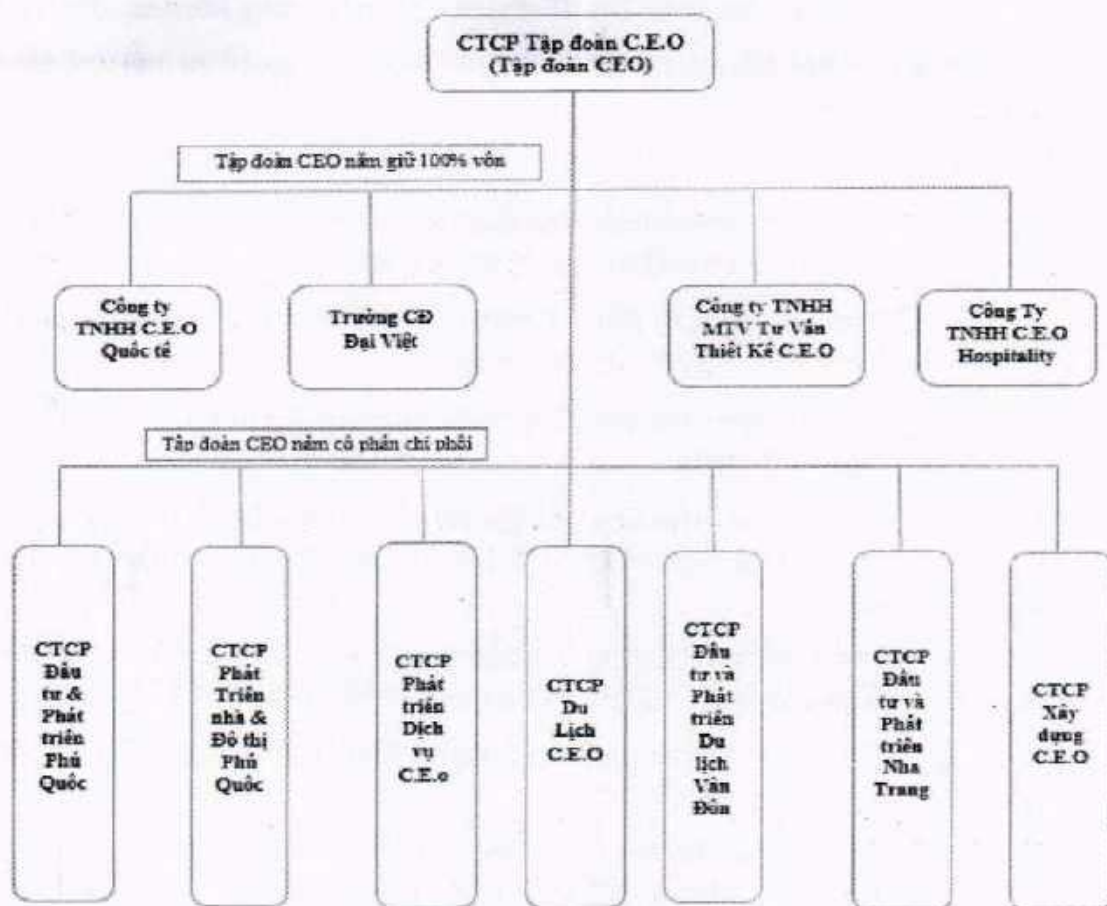 CTCP Tập đoàn C.E.O
(Tập đoàn CEO)
Tập đoàn CEO nắm giữ 100% vốn
Công ty
TNHH C.E.O
Quốc tế
Trường CĐ
Đại Việt
Công ty TNHH
MTV Tư Vấn
Thiết Kế C.E.O
Công Ty
TNHH C.E.O
Hospitality
Tập đoàn CEO nắm cổ phần chi phối
CTCP
Đầu
tư &
Phát
triển
Phú
Quốc
CTCP
Phát
Triển
nhà &
Đô thị
Phú
Quốc
CTCP
Phát
triển
Dịch
vụ
C.E.o
CTCP
Du
Lịch
C.E.O
CTCP
Đầu
tư và
Phát
triển
Du
lịch
Vân
Đồn
CTCP
Đầu
tư và
Phát
triển
Nha
Trang
CTCP
Xây
dựng
C.E.O